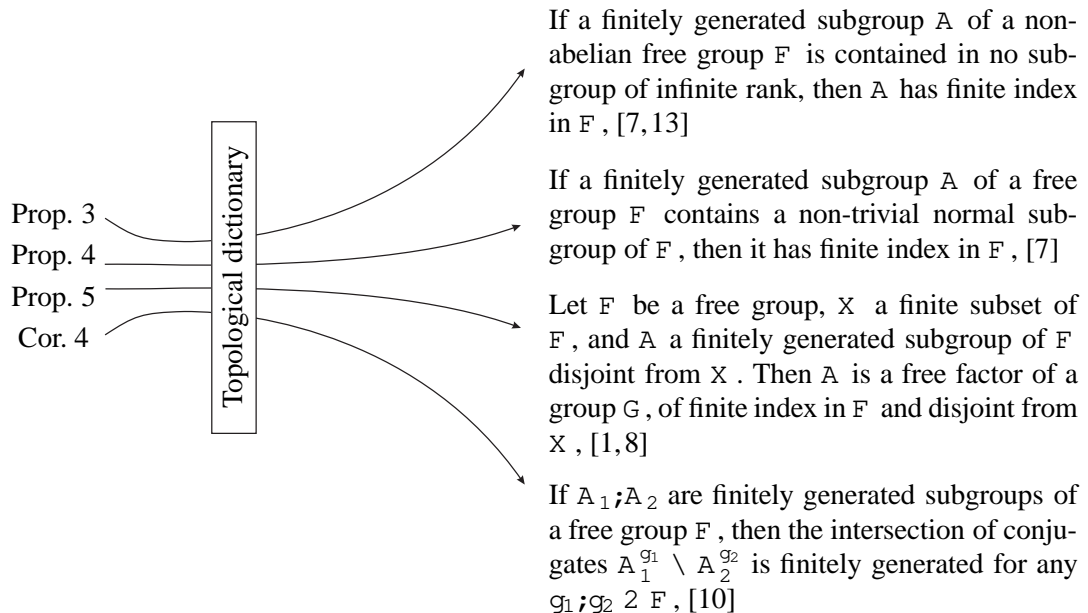 If a finitely generated subgroup A of a non-
abelian free group F is contained in no sub-
group of infinite rank, then A has finite index
in F , [7,13]
If a finitely generated subgroup A of a free
group F contains a non-trivial normal sub-
group of F , then it has finite index in F , [7]
Let F be a free group, X a finite subset of
F , and A a finitely generated subgroup of F
disjoint from X . Then A is a free factor of a
group G , of finite index in F and disjoint from
X , [1,8]
If A₁;A₂ are finitely generated subgroups of
a free group F , then the intersection of conju-
gates A₁^g₁ \ A₂^g₂ is finitely generated for any
g₁;g₂ 2 F , [10]
Prop. 3
Prop. 4
Prop. 5
Cor. 4
Topological dictionary